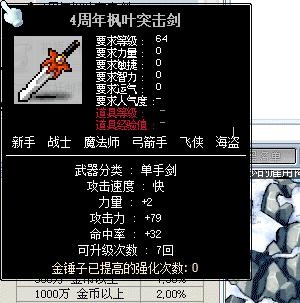 4周年枫叶突击剑
要求等级： 64
要求力量： -
要求敏捷： -
要求智力： -
要求运气： -
要求人气度： -
道具等级： -
道具经验值： -
新手 战士 魔法师 弓箭手 飞侠 海盗
武器分类： 单手剑
攻击速度： 快
力量： +2
攻击力： +79
命中率： +32
可升级次数： 7回
金锤子已提高的强化次数: 0
1000万 金币以上 2,00%